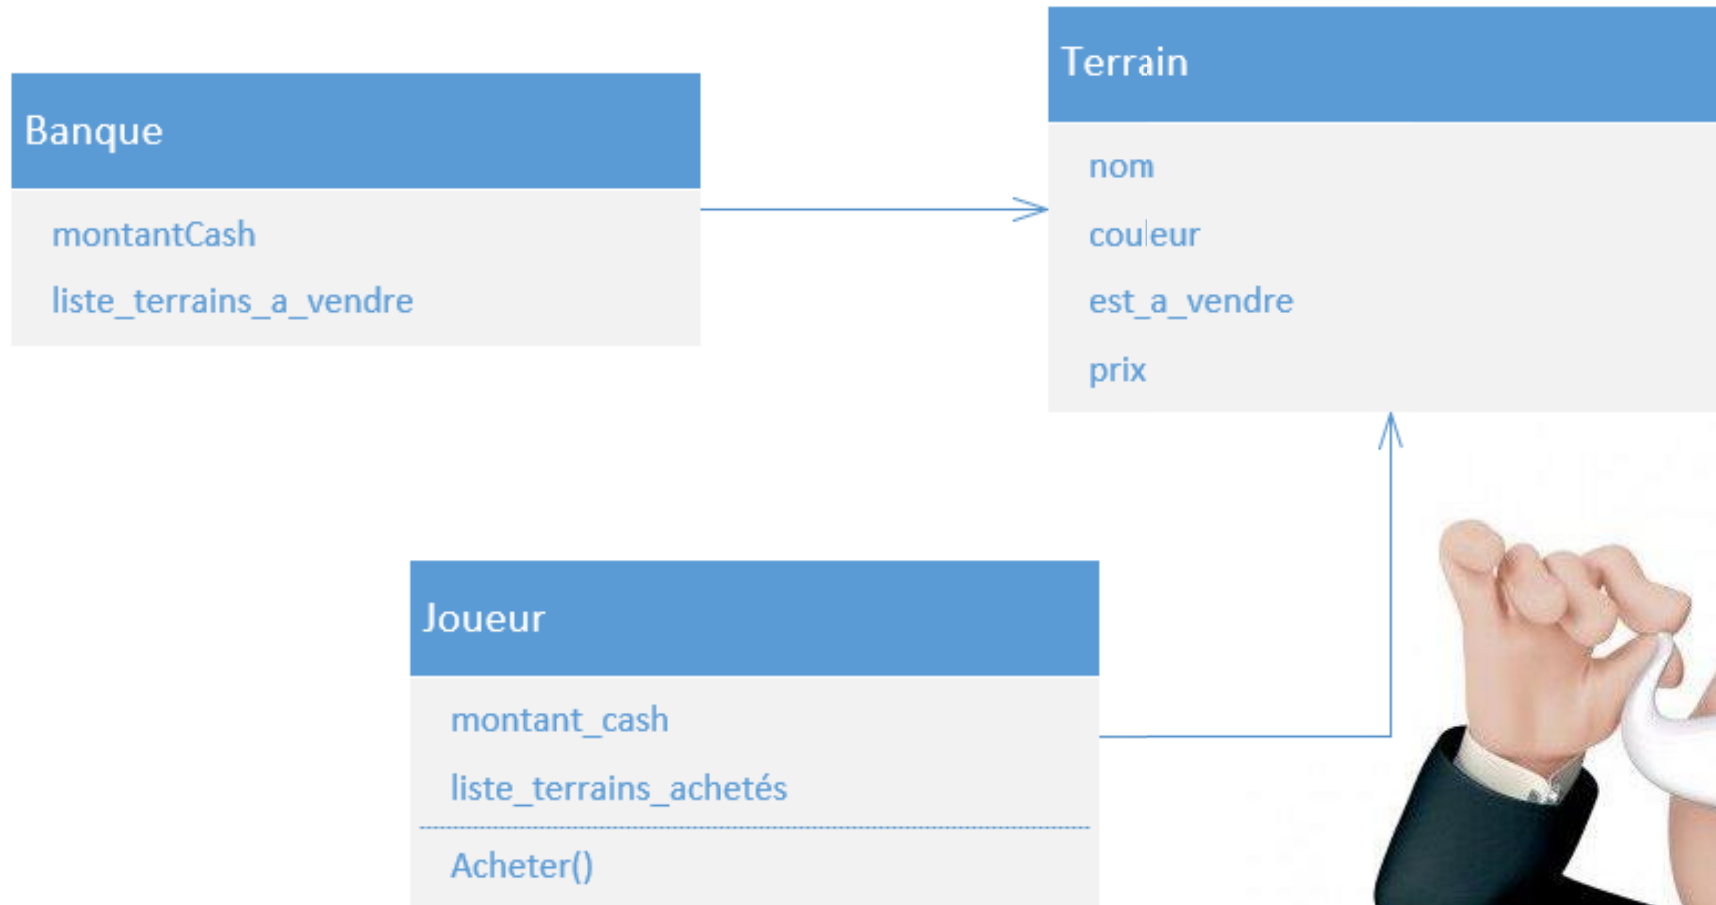 Banque
montantCash
liste_terrains_a_vendre
Terrain
nom
couleur
est_a_vendre
prix
Joueur
montant_cash
liste_terrains_achetés
Acheter()